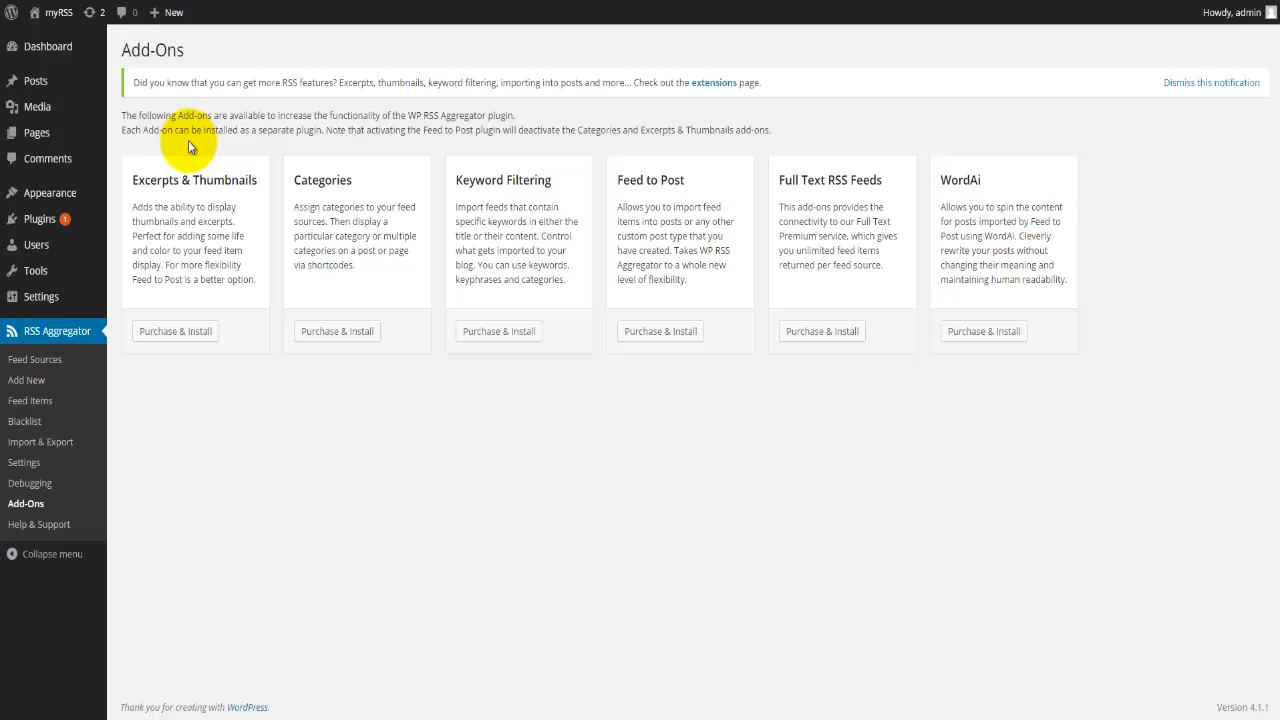 myRSS 2 0 New Howdy, admin
Dashboard
Posts
Media
Pages
Comments
Appearance
Plugins 1
Users
Tools
Settings
RSS Aggregator
Feed Sources
Add New
Feed Items
Blacklist
Import & Export
Settings
Debugging
Add-Ons
Help & Support
Collapse menu
Add-Ons
Did you know that you can get more RSS features? Excerpts, thumbnails, keyword filtering, importing into posts and more... Check out the extensions page. Dismiss this notification
The following Add-ons are available to increase the functionality of the WP RSS Aggregator plugin.
Each Add-on can be installed as a separate plugin. Note that activating the Feed to Post plugin will deactivate the Categories and Excerpts & Thumbnails add-ons.
Excerpts & Thumbnails
Adds the ability to display
thumbnails and excerpts.
Perfect for adding some life
and color to your feed item
display. For more flexibility
Feed to Post is a better option.
Purchase & Install
Categories
Assign categories to your feed
sources. Then display a
particular category or multiple
categories on a post or page
via shortcodes.
Purchase & Install
Keyword Filtering
Import feeds that contain
specific keywords in either the
title or their content. Control
what gets imported to your
blog. You can use keywords,
keyphrases and categories.
Purchase & Install
Feed to Post
Allows you to import feed
items into posts or any other
custom post type that you
have created. Takes WP RSS
Aggregator to a whole new
level of flexibility.
Purchase & Install
Full Text RSS Feeds
This add-ons provides the
connectivity to our Full Text
Premium service, which gives
you unlimited feed items
returned per feed source.
Purchase & Install
WordAi
Allows you to spin the content
for posts imported by Feed to
Post using WordAi. Cleverly
rewrite your posts without
changing their meaning and
maintaining human readability.
Purchase & Install
Thank you for creating with WordPress. Version 4.1.1